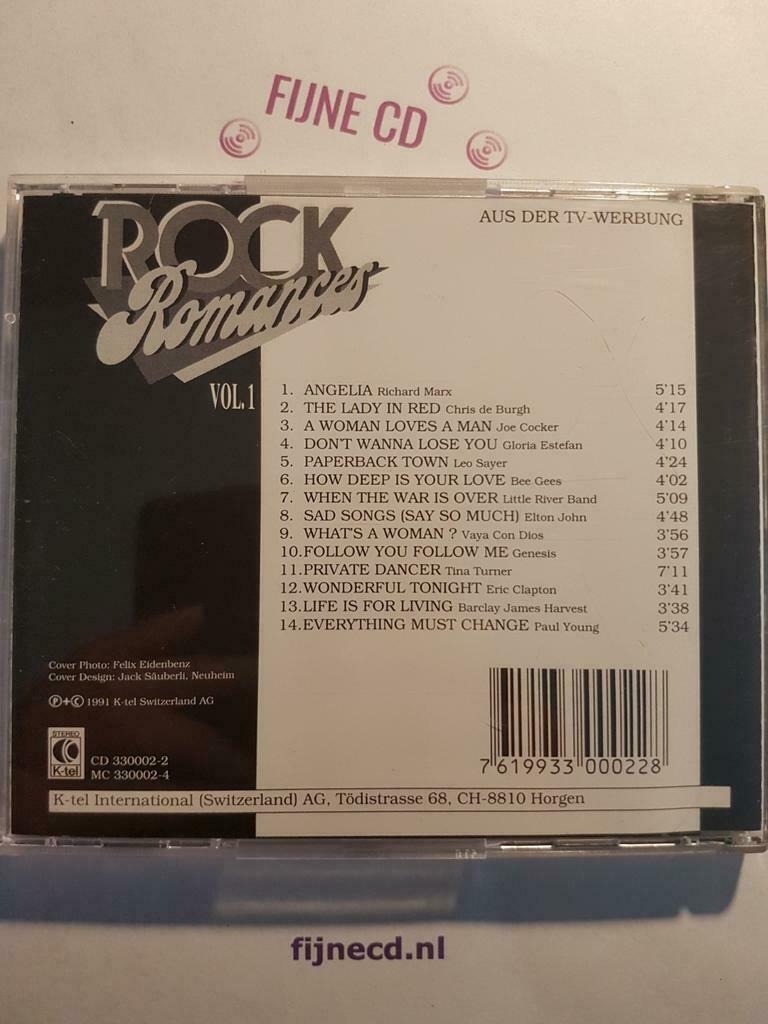 FIJNE CD
ROCK
Romances
VOL.1
AUS DER TV-WERBUNG
1. ANGELIA Richard Marx 5'15
2. THE LADY IN RED Chris de Burgh 4'17
3. A WOMAN LOVES A MAN Joe Cocker 4'14
4. DON'T WANNA LOSE YOU Gloria Estefan 4'10
5. PAPERBACK TOWN Leo Sayer 4'24
6. HOW DEEP IS YOUR LOVE Bee Gees 4'02
7. WHEN THE WAR IS OVER Little River Band 5'09
8. SAD SONGS (SAY SO MUCH) Elton John 4'48
9. WHAT'S A WOMAN ? Vaya Con Dios 3'56
10.FOLLOW YOU FOLLOW ME Genesis 3'57
11.PRIVATE DANCER Tina Turner 7'11
12.WONDERFUL TONIGHT Eric Clapton 3'41
13.LIFE IS FOR LIVING Barclay James Harvest 3'38
14.EVERYTHING MUST CHANGE Paul Young 5'34
Cover Photo: Felix Eidenbenz
Cover Design: Jack Säuberli, Neuheim
Ⓟ+Ⓒ 1991 K-tel Switzerland AG
STEREO
K-tel
CD 330002-2
MC 330002-4
7 619933 000228
K-tel International (Switzerland) AG, Tödistrasse 68, CH-8810 Horgen
fijnecd.nl